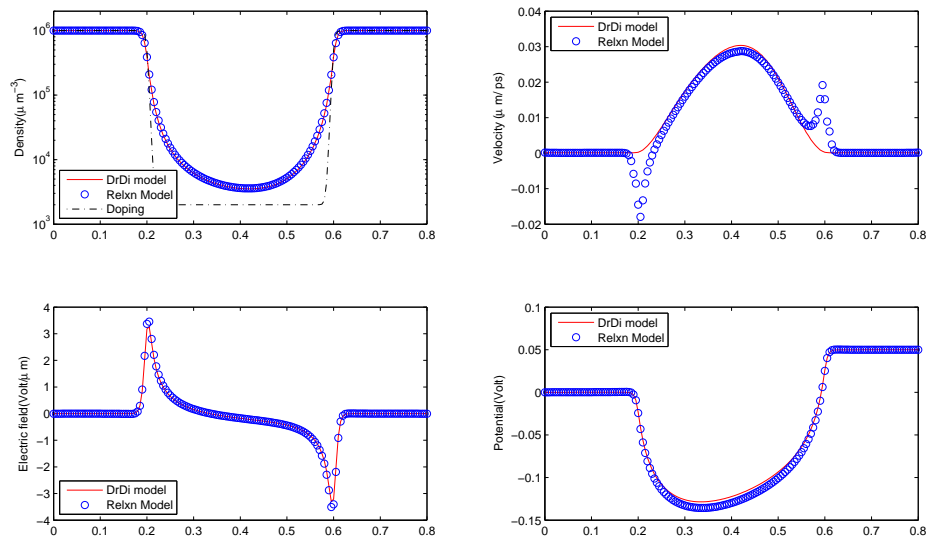 10^6
10^5
10^4
10^3
Density(μ m^−3)
DrDi model
Relxn Model
Doping
0 0.1 0.2 0.3 0.4 0.5 0.6 0.7 0.8
0.04
0.03
0.02
0.01
0
−0.01
−0.02
Velocity (μ m/ ps)
DrDi model
Relxn Model
0 0.1 0.2 0.3 0.4 0.5 0.6 0.7 0.8
4
3
2
1
0
−1
−2
−3
−4
Electric field(Volt/μ m)
DrDi model
Relxn Model
0 0.1 0.2 0.3 0.4 0.5 0.6 0.7 0.8
0.1
0.05
0
−0.05
−0.1
−0.15
Potential(Volt)
DrDi model
Relxn Model
0 0.1 0.2 0.3 0.4 0.5 0.6 0.7 0.8